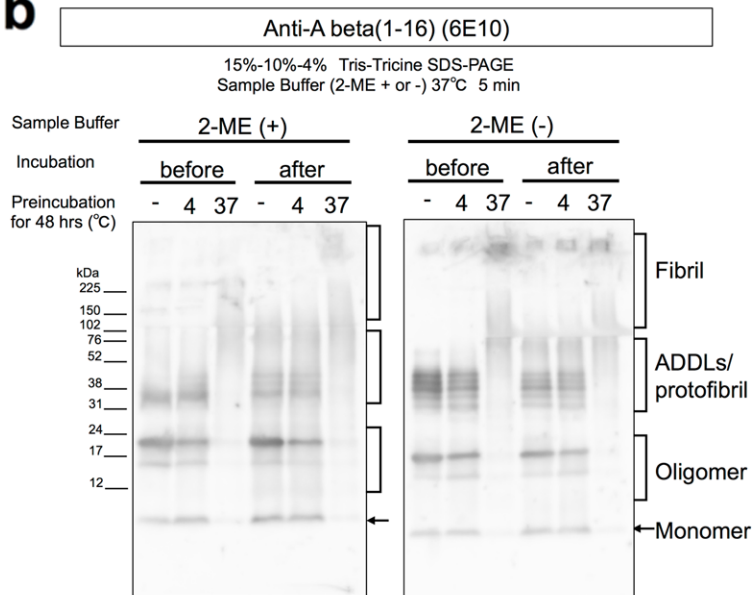 b
Anti-A beta(1-16) (6E10)
15%-10%-4% Tris-Tricine SDS-PAGE
Sample Buffer (2-ME + or -) 37℃ 5 min
Sample Buffer 2-ME (+) 2-ME (-)
Incubation before after before after
Preincubation
for 48 hrs (℃) - 4 37 - 4 37 - 4 37 - 4 37
kDa
225
150
102
76
52
38
31
24
17
12
Fibril
ADDLs/
protofibril
Oligomer
Monomer